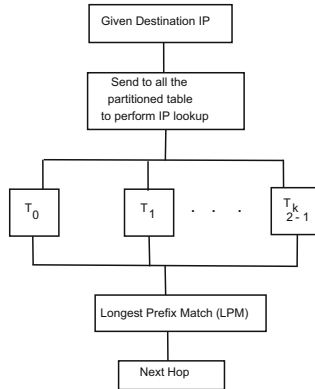 Given Destination IP
Send to all the
partitioned table
to perform IP lookup
T0 T1 . . . Tk
2 - 1
Longest Prefix Match (LPM)
Next Hop